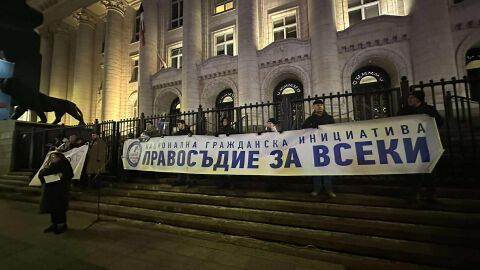 НАЦИОНАЛНА ГРАЖДАНСКА ИНИЦИАТИВА
ПРАВОСЪДИЕ ЗА ВСЕКИ